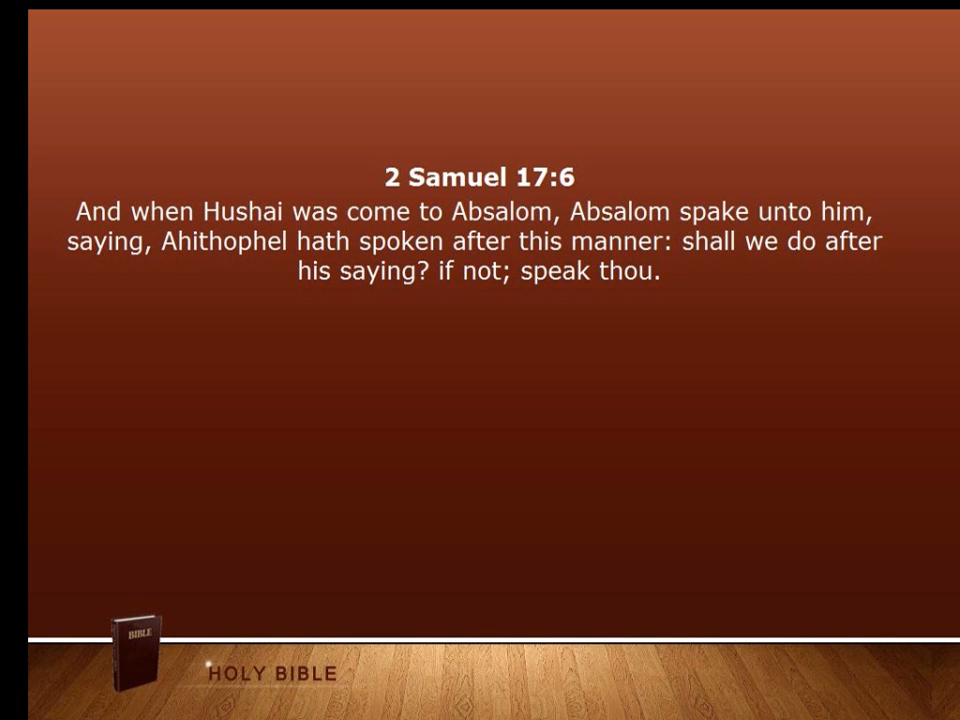 2 Samuel 17:6
And when Hushai was come to Absalom, Absalom spake unto him,
saying, Ahithophel hath spoken after this manner: shall we do after
his saying? if not; speak thou.
BIBLE
HOLY BIBLE